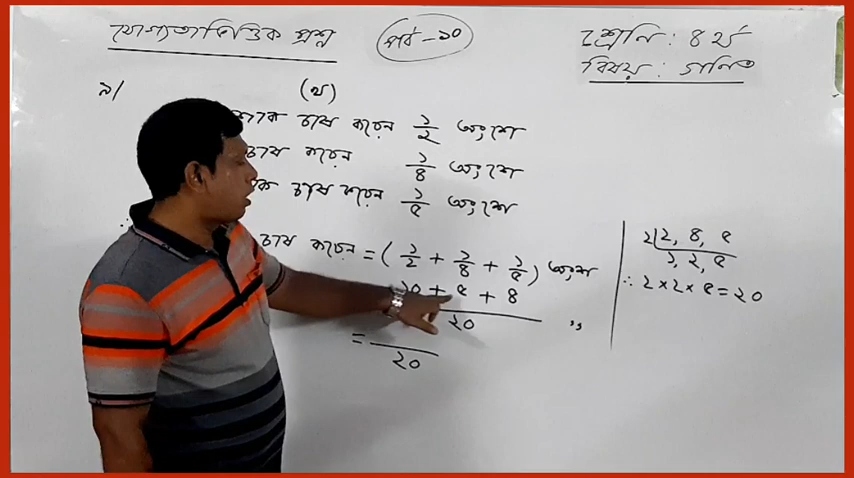 যোগ্যতাভিত্তিক প্রশ্ন
পর্ব-১০
শ্রেণি: ৪র্থ
বিষয়: গণিত
৯/ (খ)
চাষ করেন ১/২ অংশে
চাষ করেন ১/৪ অংশে
চাষ করেন ১/৫ অংশে
চাষ করেন = (১/২ + ১/৪ + ১/৫) অংশ
= ১০ + ৫ + ৪ / ২০ ,,
= /২০
২|২, ৪, ৫
১, ২, ৫
∴ ২×২×৫=২০